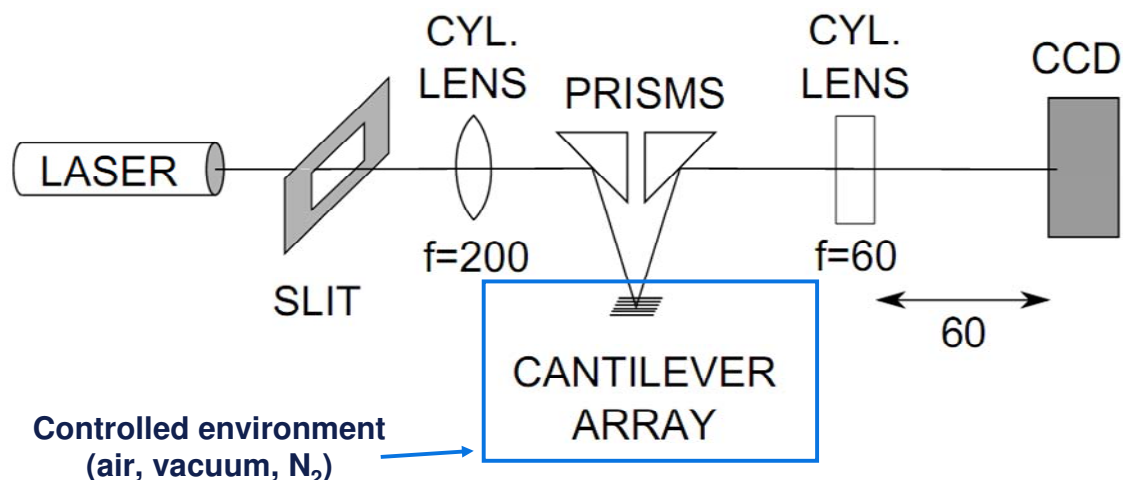 CYL.
LENS
PRISMS
CYL.
LENS
CCD
LASER
SLIT
f=200
f=60
60
CANTILEVER
ARRAY
Controlled environment
(air, vacuum, N₂)